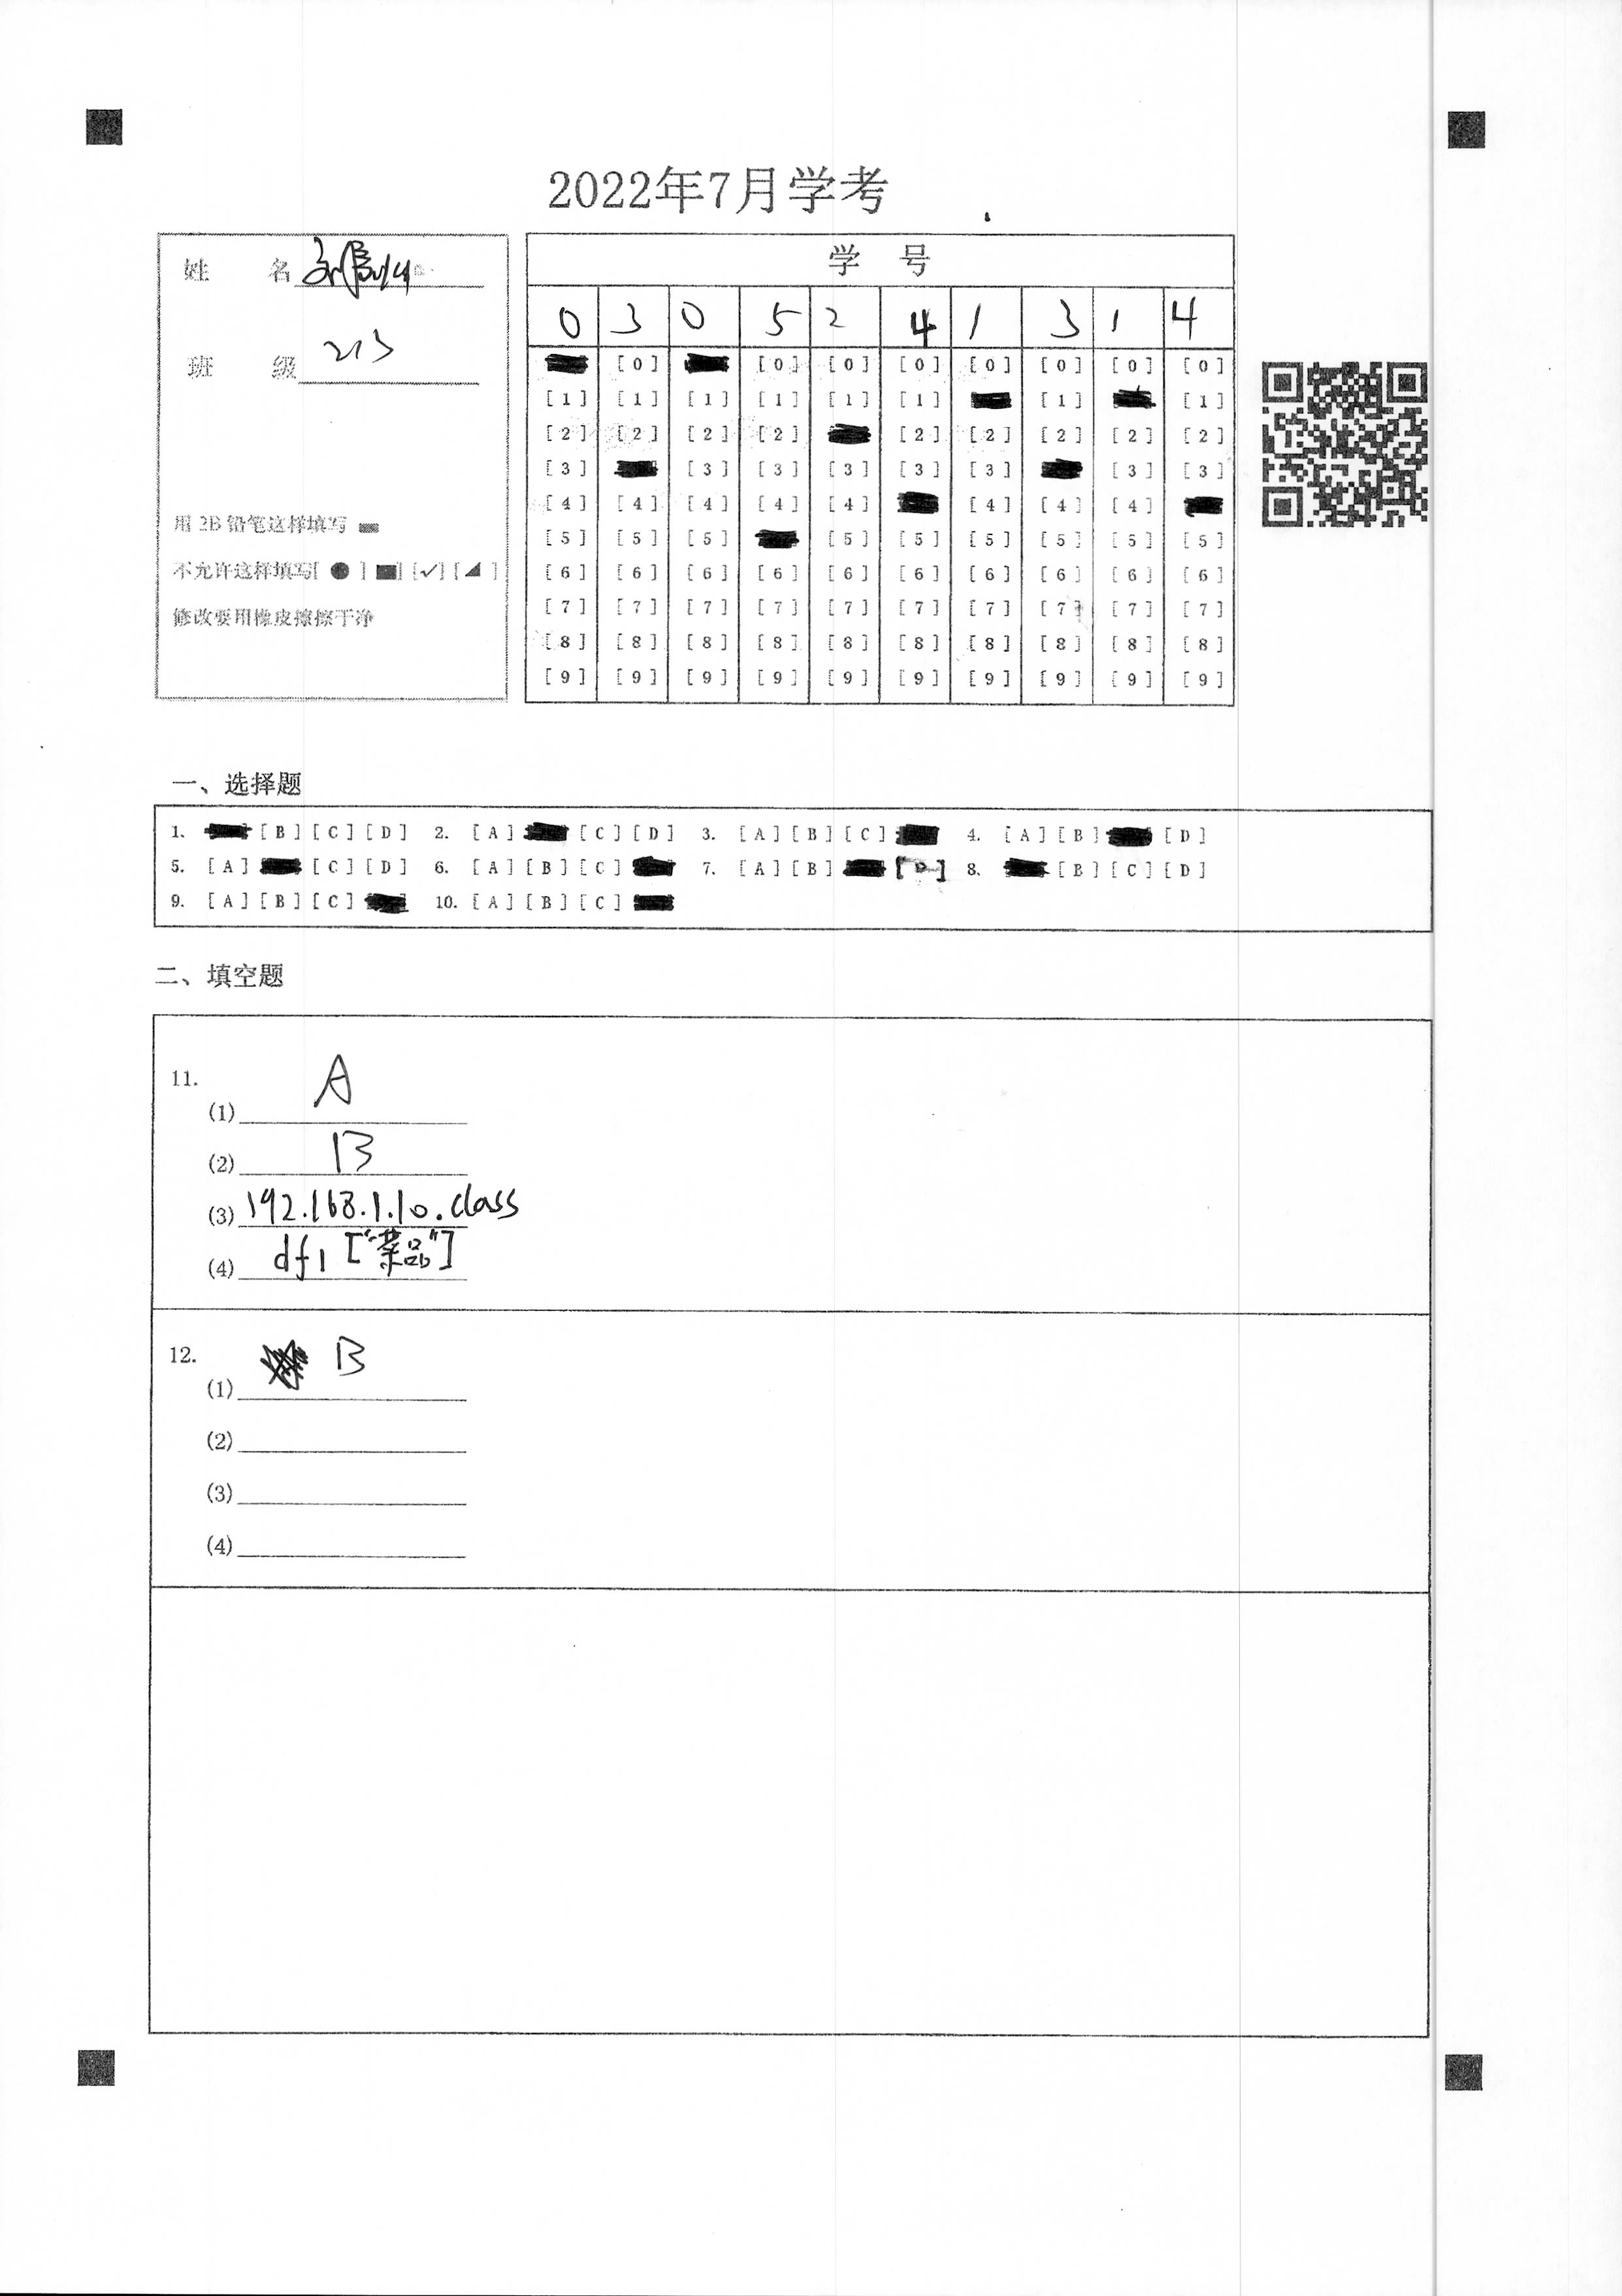 2022年7月学考
姓 名
班 级 213
用 2B 铅笔这样填写
不允许这样填写[ ● ] [■] [✓] [◢ ]
修改要用橡皮擦擦干净
学 号
0 3 0 5 2 4 1 3 1 4
[0] [0] [0] [0] [0] [0] [0] [0]
[1] [1] [1] [1] [1] [1] [1] [1]
[2] [2] [2] [2] [2] [2] [2] [2] [2]
[3] [3] [3] [3] [3] [3] [3] [3]
[4] [4] [4] [4] [4] [4] [4] [4]
[5] [5] [5] [5] [5] [5] [5] [5] [5]
[6] [6] [6] [6] [6] [6] [6] [6] [6] [6]
[7] [7] [7] [7] [7] [7] [7] [7] [7] [7]
[8] [8] [8] [8] [8] [8] [8] [8] [8] [8]
[9] [9] [9] [9] [9] [9] [9] [9] [9] [9]
一、选择题
1. [B] [C] [D] 2. [A] [C] [D] 3. [A] [B] [C] 4. [A] [B] [D]
5. [A] [C] [D] 6. [A] [B] [C] 7. [A] [B] [D] 8. [B] [C] [D]
9. [A] [B] [C] 10. [A] [B] [C]
二、填空题
11.
(1) A
(2) B
(3) 192.168.1.10.class
(4) df1["菜品"]
12.
(1) B
(2)
(3)
(4)